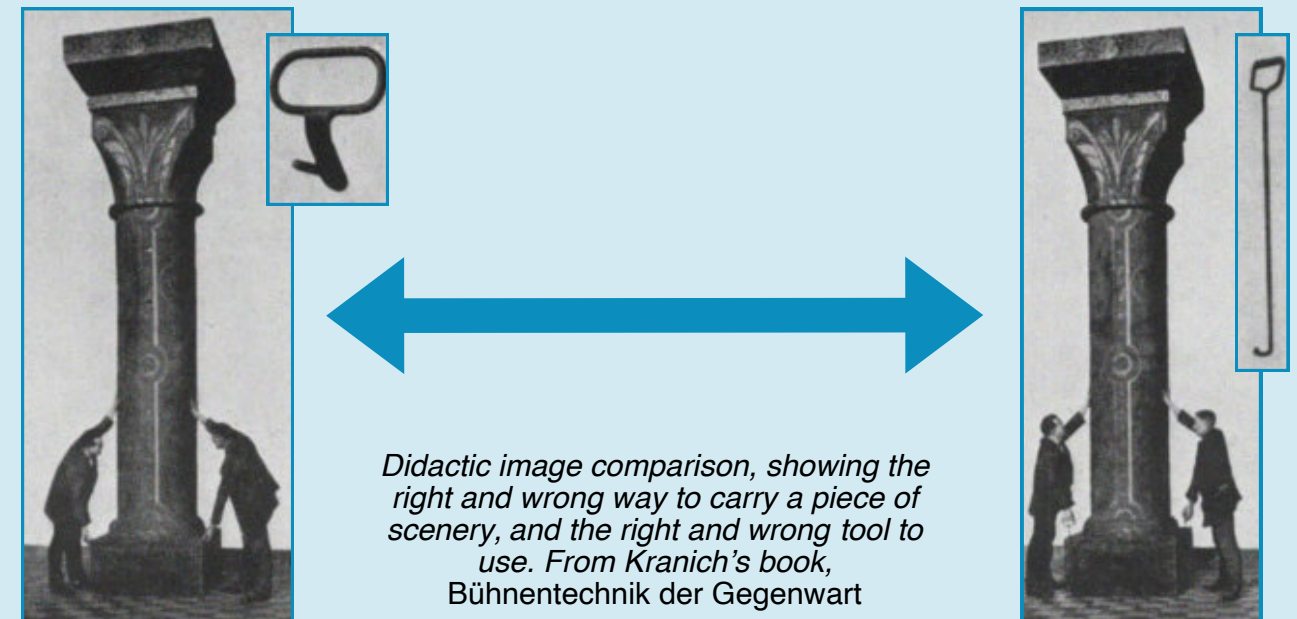 Didactic image comparison, showing the
right and wrong way to carry a piece of
scenery, and the right and wrong tool to
use. From Kranich's book,
Bühnentechnik der Gegenwart